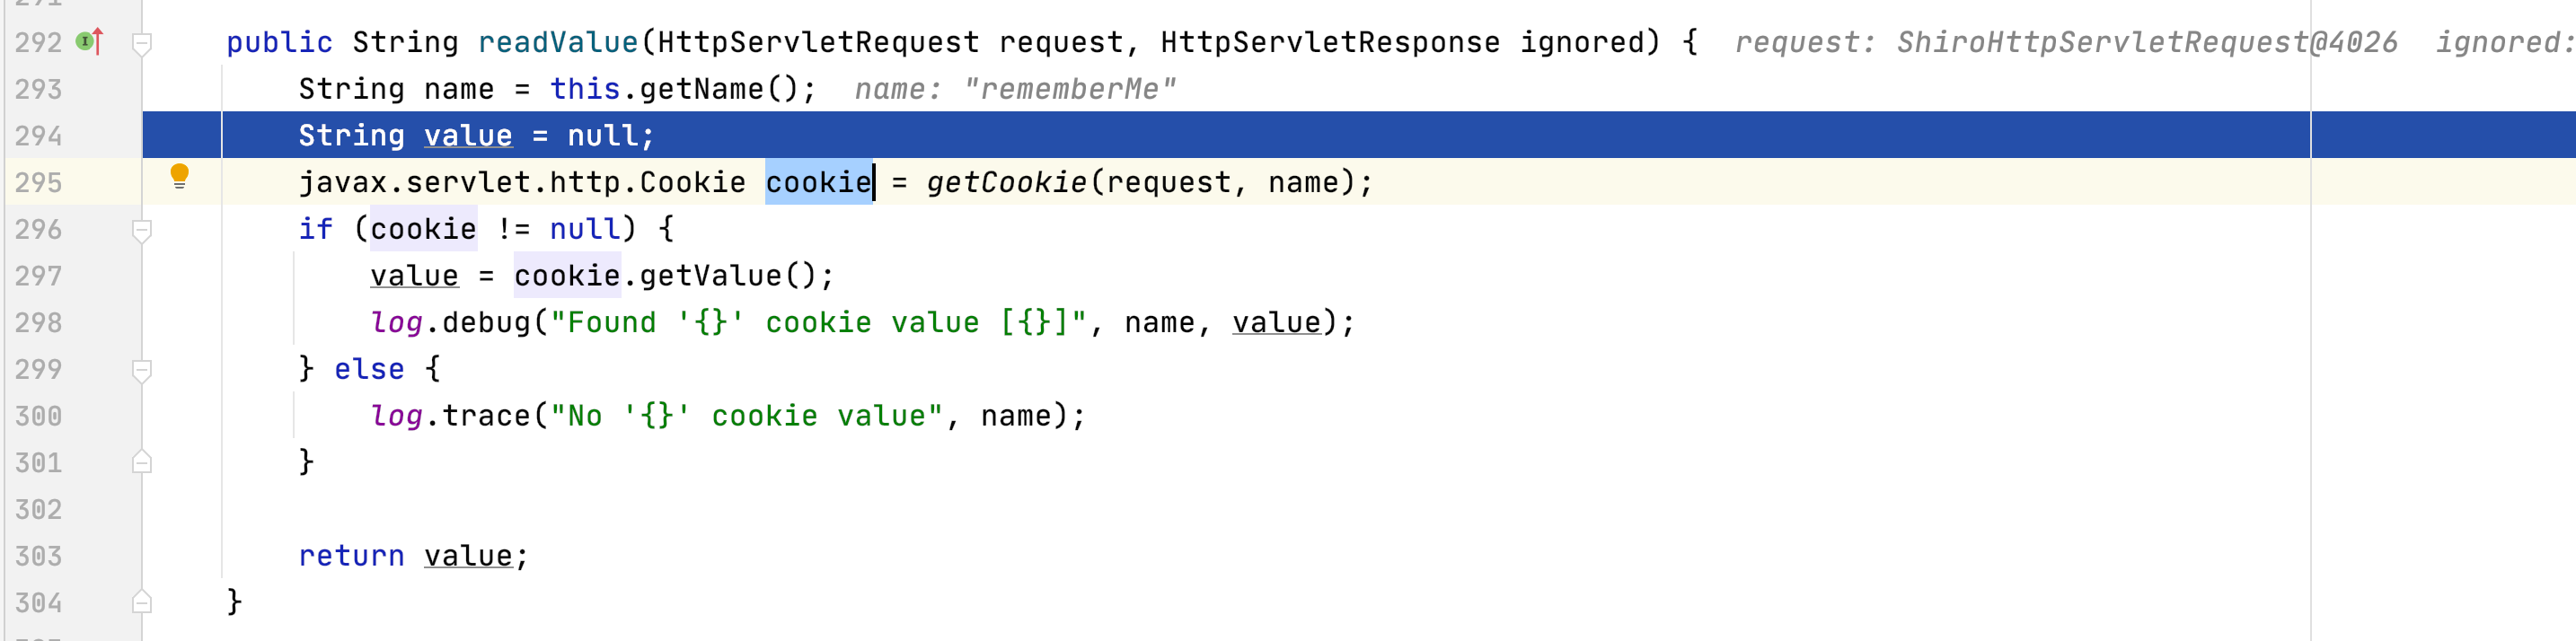 291
292 public String readValue(HttpServletRequest request, HttpServletResponse ignored) { request: ShiroHttpServletRequest@4026 ignored:
293 String name = this.getName(); name: "rememberMe"
294 String value = null;
295 javax.servlet.http.Cookie cookie = getCookie(request, name);
296 if (cookie != null) {
297 value = cookie.getValue();
298 log.debug("Found '{}' cookie value [{}]", name, value);
299 } else {
300 log.trace("No '{}' cookie value", name);
301 }
302
303 return value;
304 }